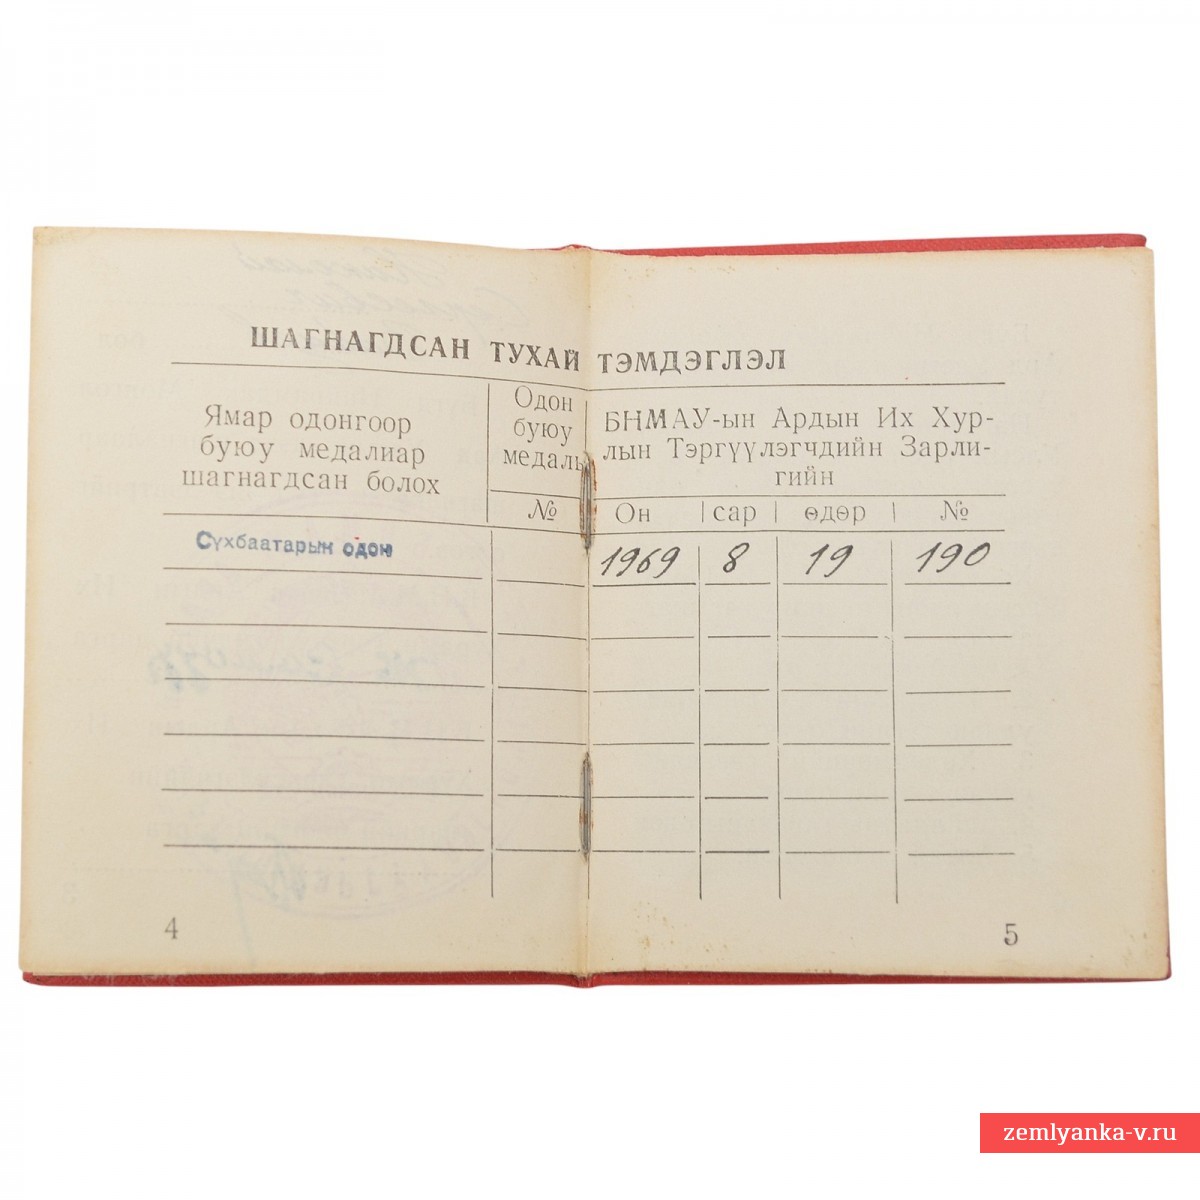 ШАГНАГДСАН ТУХАЙ ТЭМДЭГЛЭЛ
Ямар одонгоор
буюу медалиар
шагнагдсан болох
Одон
буюу
медаль
№
БНМАУ-ын Ардын Их Хур-
лын Тэргүүлэгчдийн Зарли-
гийн
Он сар өдөр №
Сүхбаатарын одон 1969 8 19 190
4
5
zemlyanka-v.ru